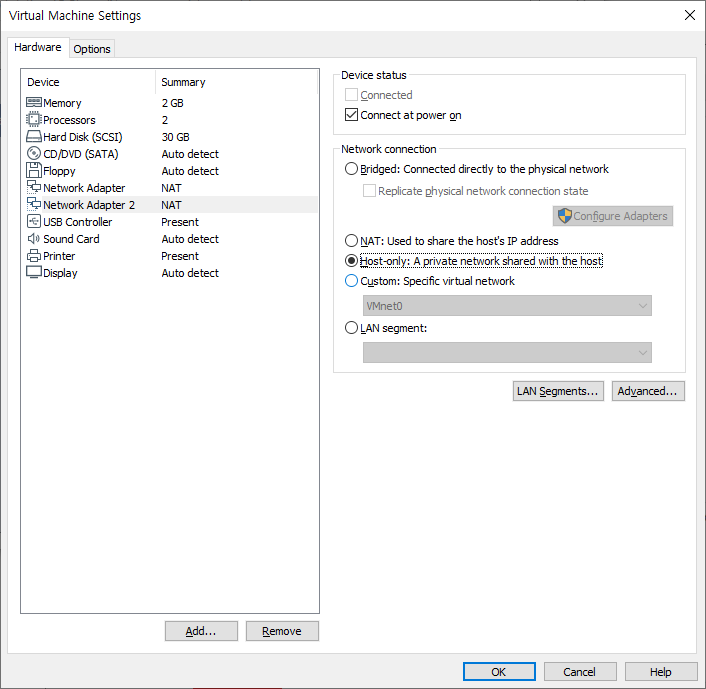 Virtual Machine Settings
Hardware
Options
Device Summary
Memory 2 GB
Processors 2
Hard Disk (SCSI) 30 GB
CD/DVD (SATA) Auto detect
Floppy Auto detect
Network Adapter NAT
Network Adapter 2 NAT
USB Controller Present
Sound Card Auto detect
Printer Present
Display Auto detect
Add...
Remove
Device status
Connected
Connect at power on
Network connection
Bridged: Connected directly to the physical network
Replicate physical network connection state
Configure Adapters
NAT: Used to share the host's IP address
Host-only: A private network shared with the host
Custom: Specific virtual network
VMnet0
LAN segment:
LAN Segments...
Advanced...
OK
Cancel
Help